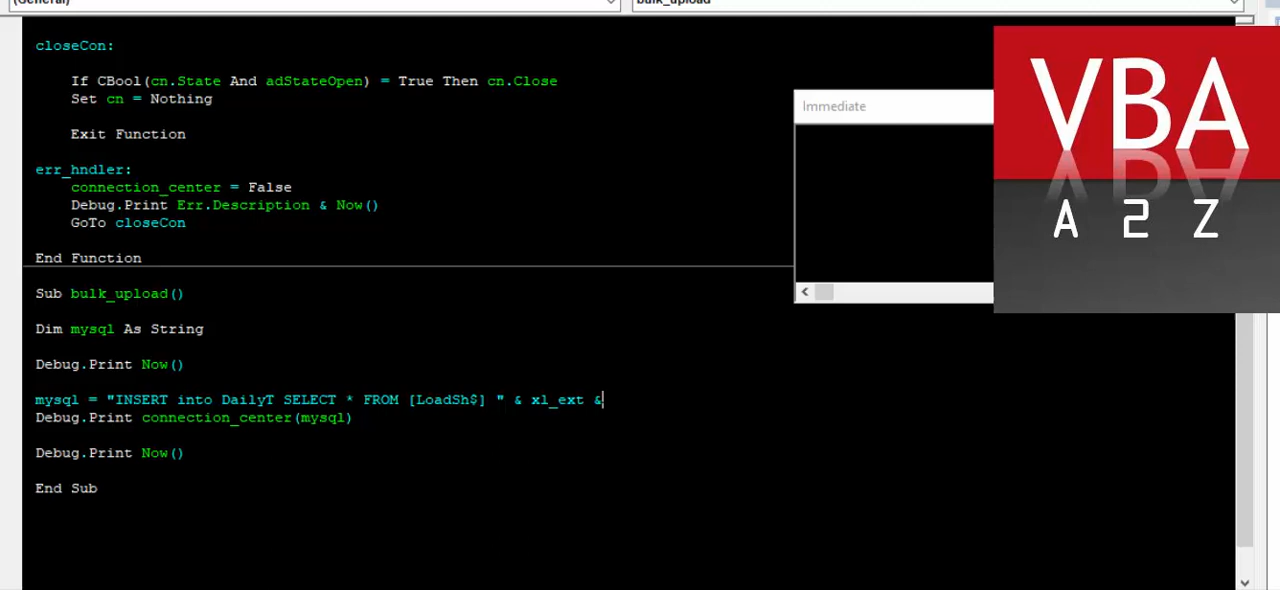 (General) bulk_upload
closeCon:
If CBool(cn.State And adStateOpen) = True Then cn.Close
Set cn = Nothing
Exit Function
err_hndler:
connection_center = False
Debug.Print Err.Description & Now()
GoTo closeCon
End Function
Sub bulk_upload()
Dim mysql As String
Debug.Print Now()
mysql = "INSERT into DailyT SELECT * FROM [LoadSh$] " & xl_ext &
Debug.Print connection_center(mysql)
Debug.Print Now()
End Sub
Immediate
VBA
A 2 Z